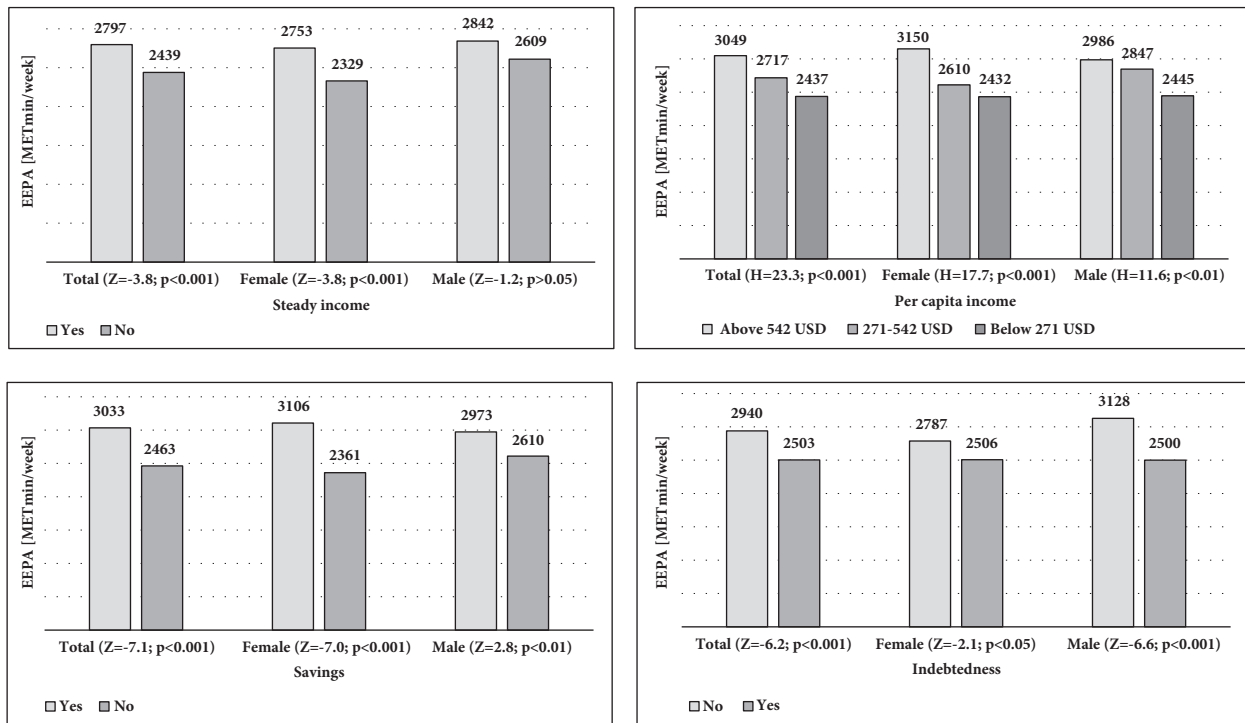 2797
2439
2753
2329
2842
2609
EEPA [METmin/week]
Total (Z=-3.8; p<0.001)
Female (Z=-3.8; p<0.001)
Male (Z=-1.2; p>0.05)
Steady income
Yes
No
3049
2717
2437
3150
2610
2432
2986
2847
2445
EEPA [METmin/week]
Total (H=23.3; p<0.001)
Female (H=17.7; p<0.001)
Male (H=11.6; p<0.01)
Per capita income
Above 542 USD
271-542 USD
Below 271 USD
3033
2463
3106
2361
2973
2610
EEPA [METmin/week]
Total (Z=-7.1; p<0.001)
Female (Z=-7.0; p<0.001)
Male (Z=2.8; p<0.01)
Savings
Yes
No
2940
2503
2787
2506
3128
2500
EEPA [METmin/week]
Total (Z=-6.2; p<0.001)
Female (Z=-2.1; p<0.05)
Male (Z=-6.6; p<0.001)
Indebtedness
No
Yes